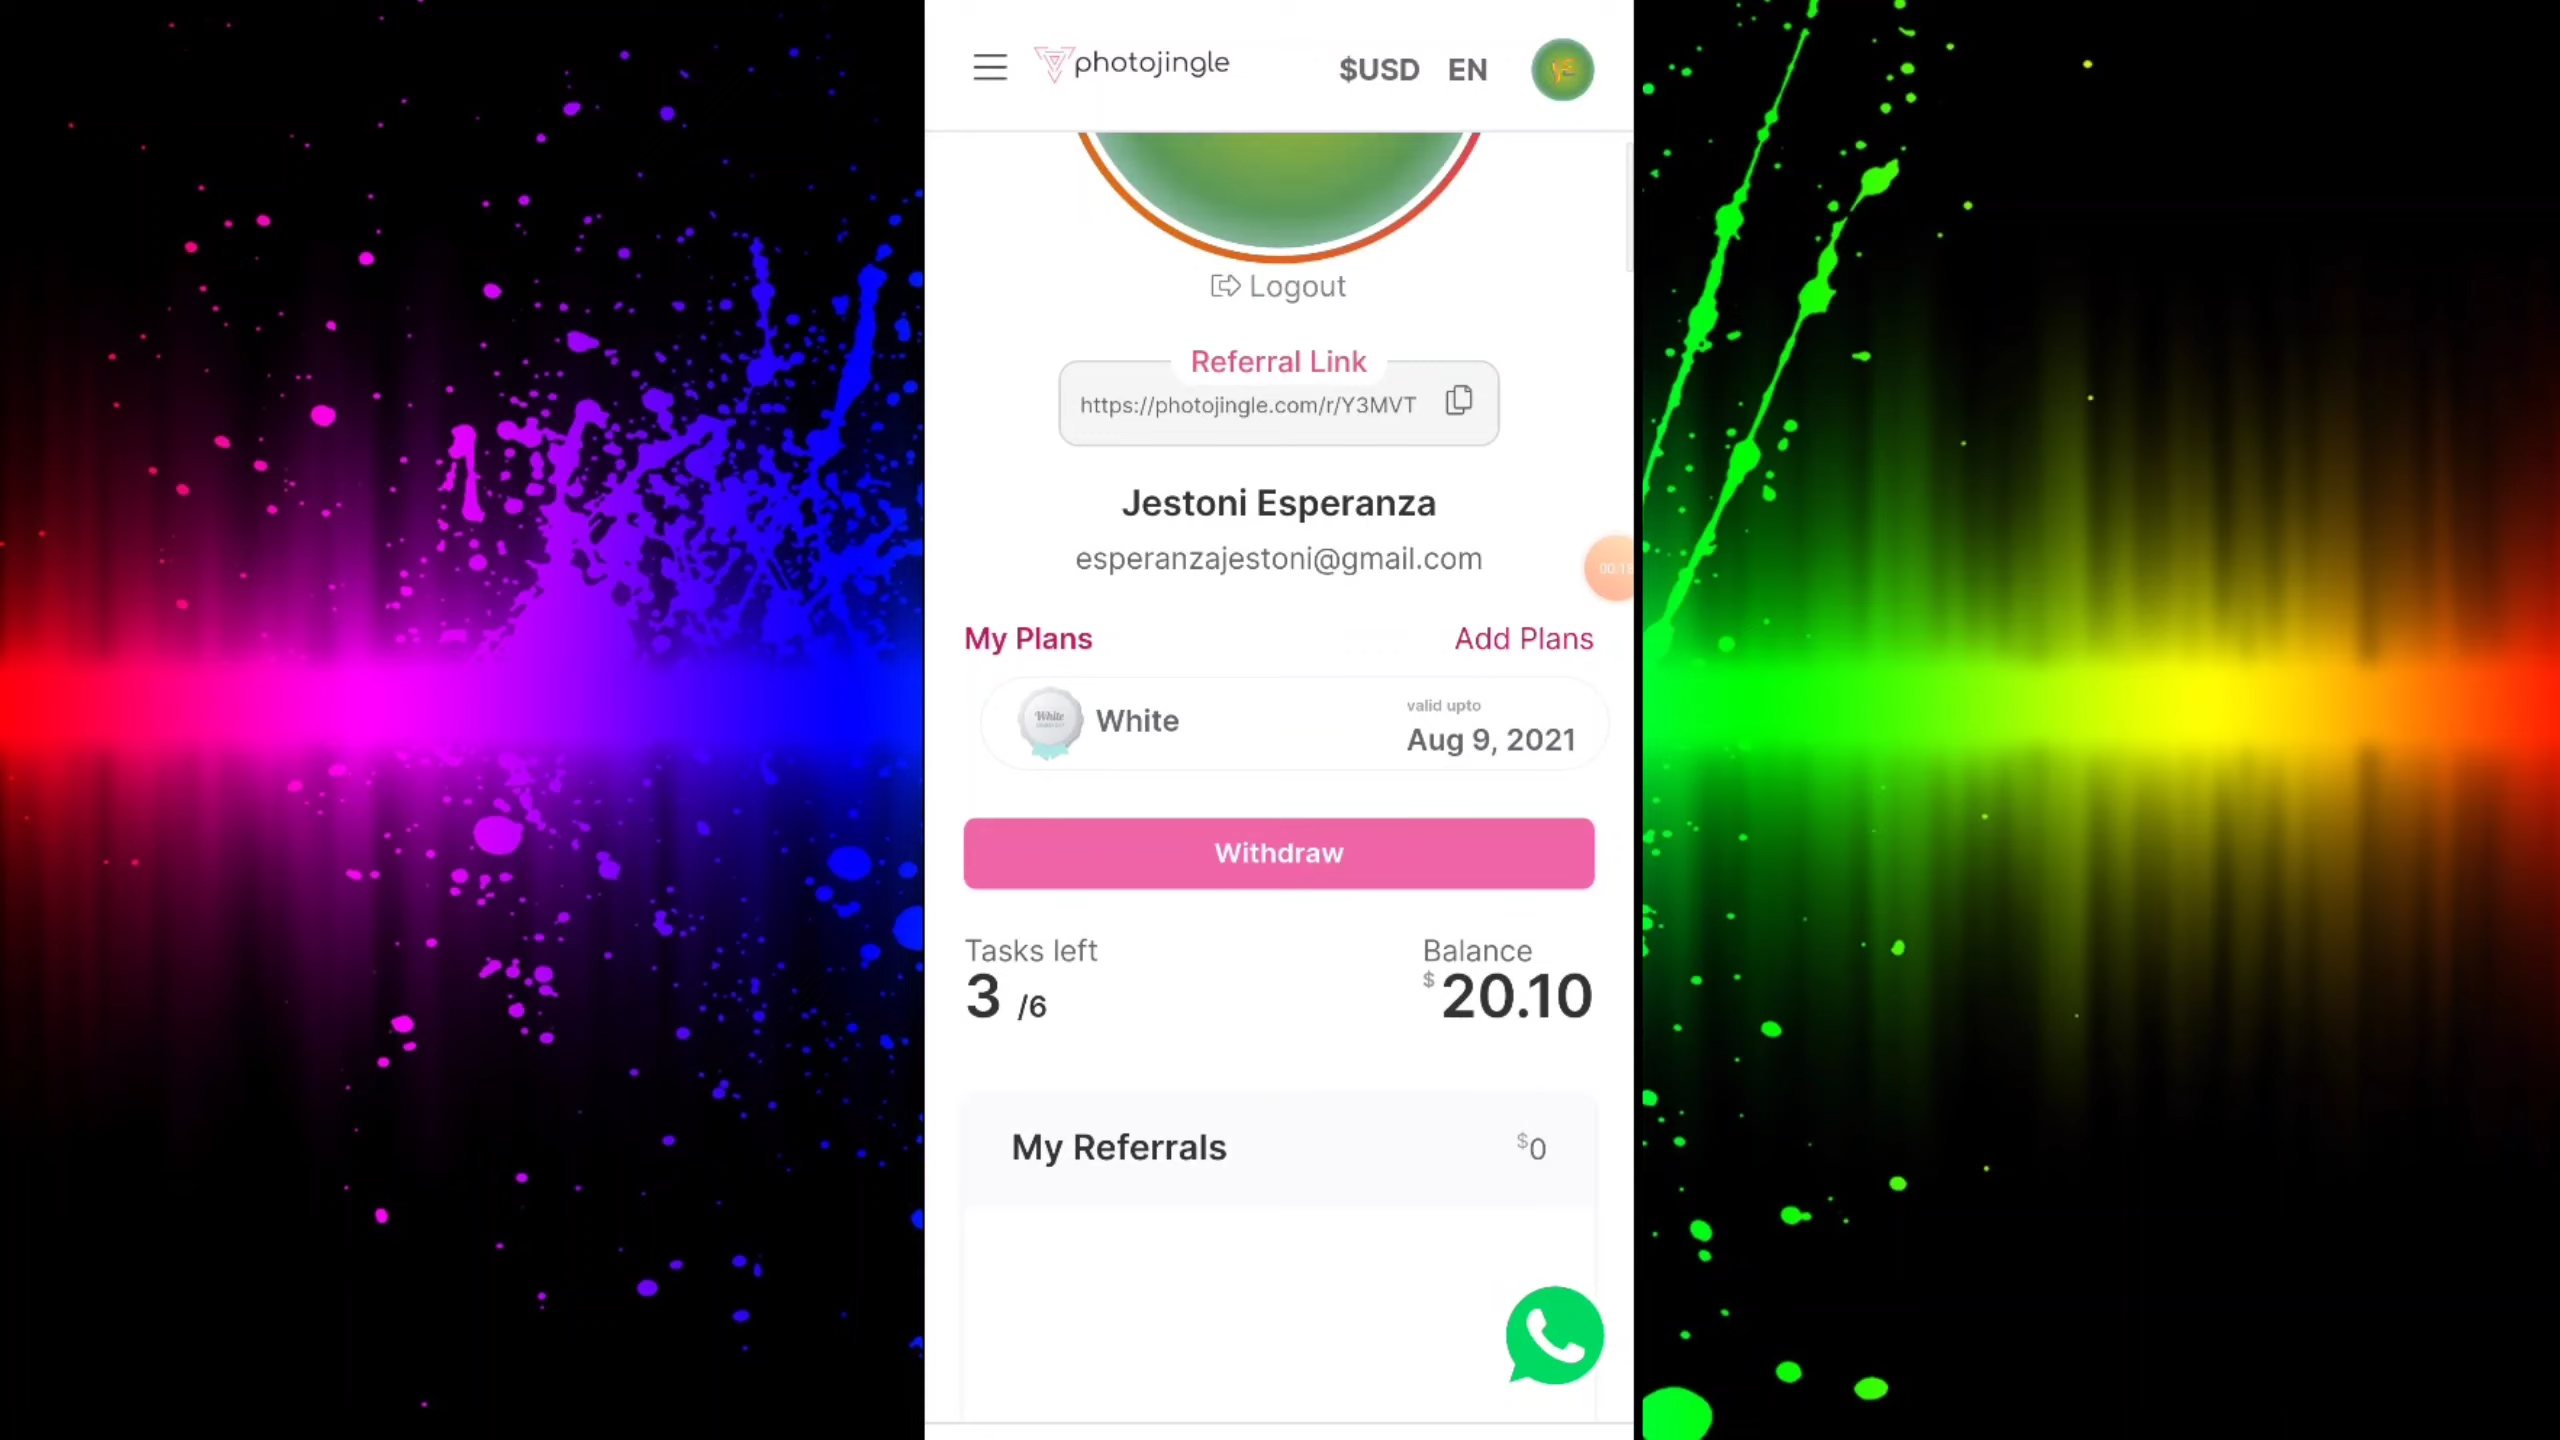 photojingle $USD EN
Logout
Referral Link
https://photojingle.com/r/Y3MVT
Jestoni Esperanza
esperanzajestoni@gmail.com
My Plans Add Plans
White White valid upto
Aug 9, 2021
Withdraw
Tasks left Balance
3 /6 $20.10
My Referrals $0